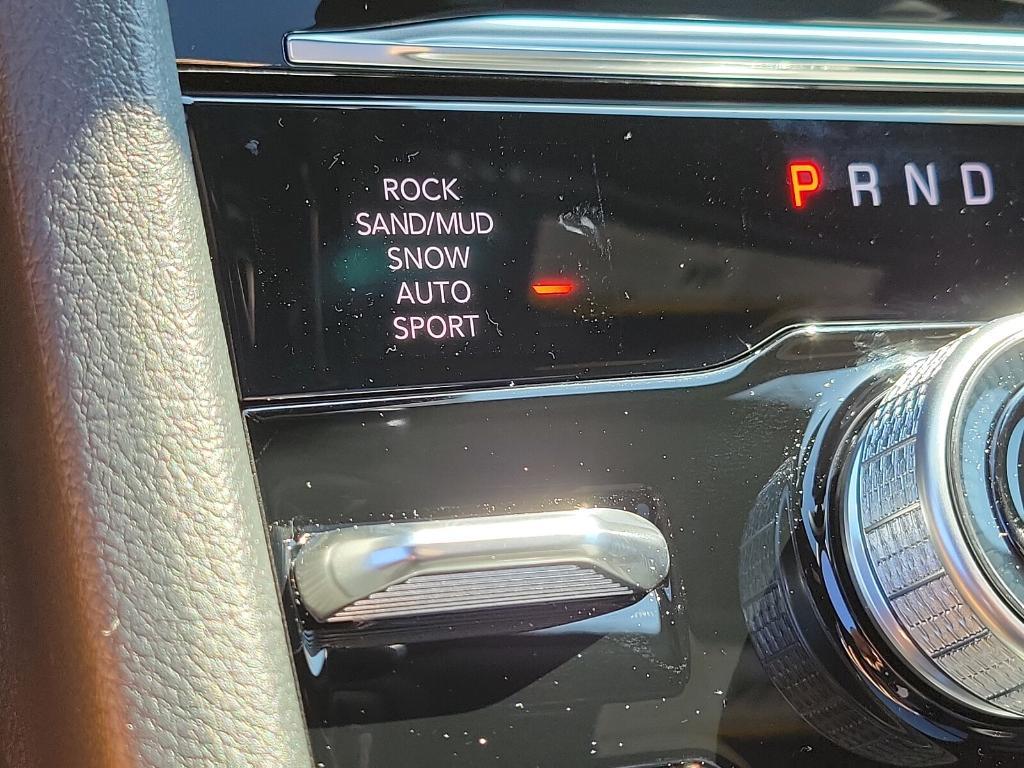 ROCK
SAND/MUD
SNOW
AUTO
SPORT
P R N D